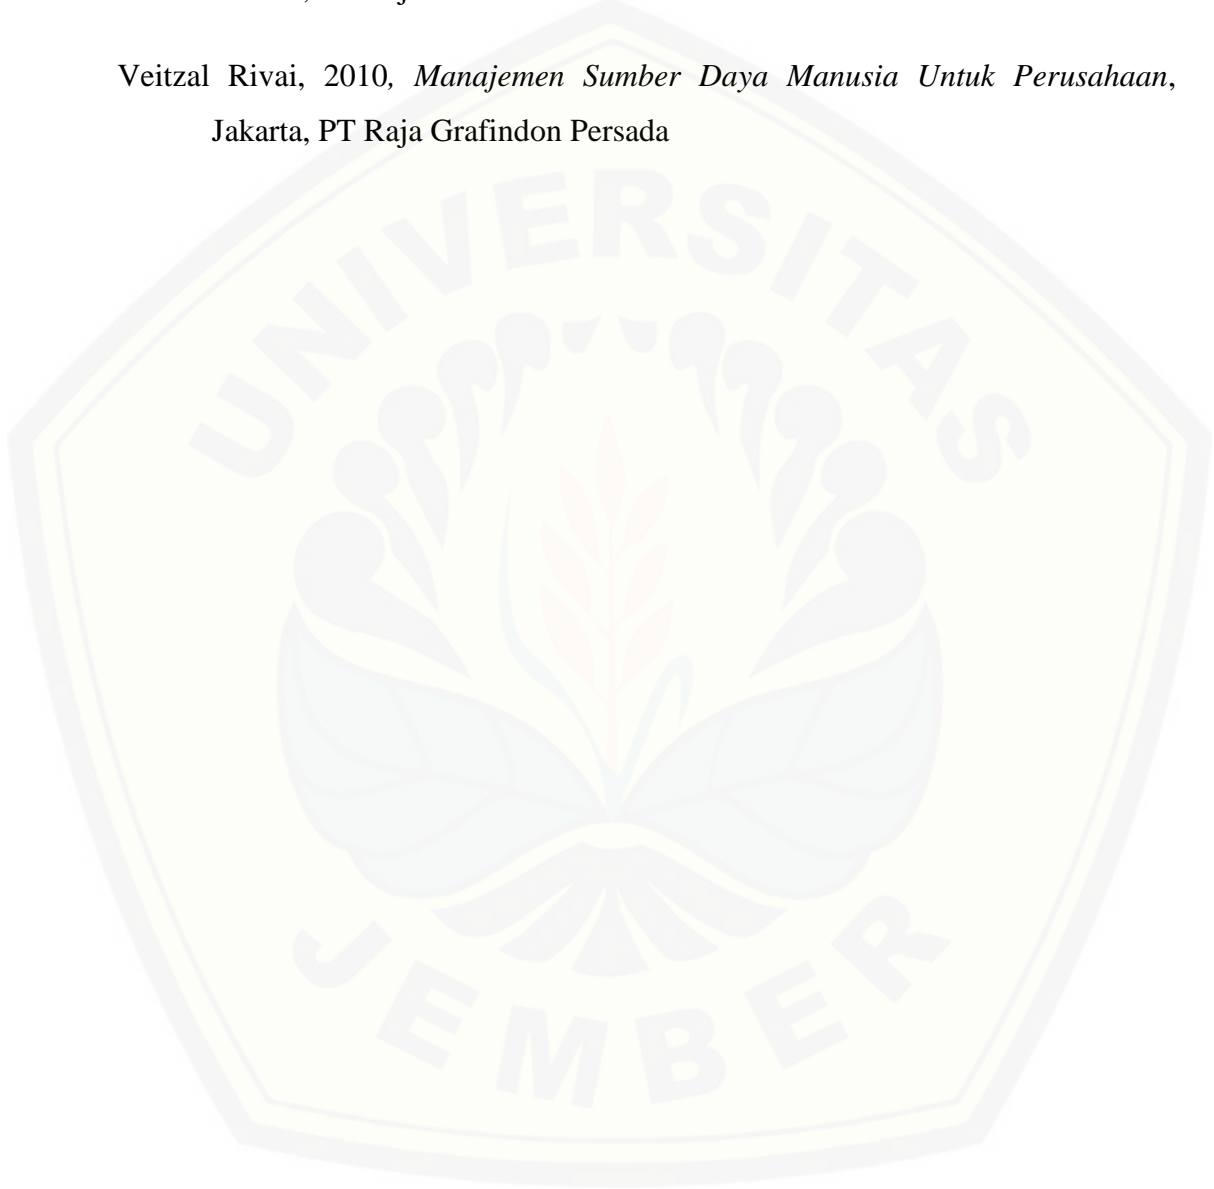 Veitzal Rivai, 2010, Manajemen Sumber Daya Manusia Untuk Perusahaan,
Jakarta, PT Raja Grafindon Persada
UNIVERSITAS
JEMBER